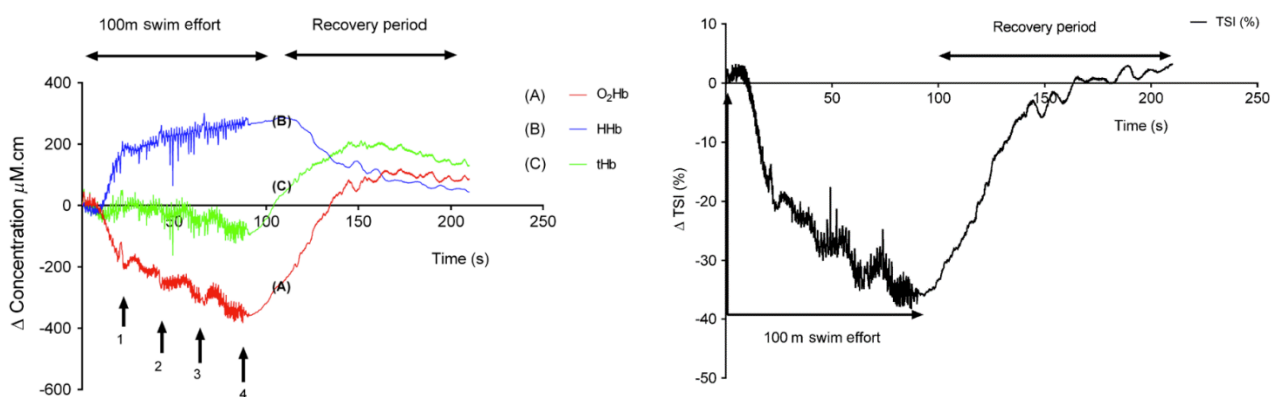 100m swim effort
Recovery period
Δ Concentration μM.cm
400
200
0
-200
-400
-600
50
100
150
200
250
Time (s)
(A)
(B)
(C)
1
2
3
4
(A) O₂Hb
(B) HHb
(C) tHb
Recovery period
TSI (%)
Δ TSI (%)
10
0
-10
-20
-30
-40
-50
50
100
150
200
250
Time (s)
100 m swim effort